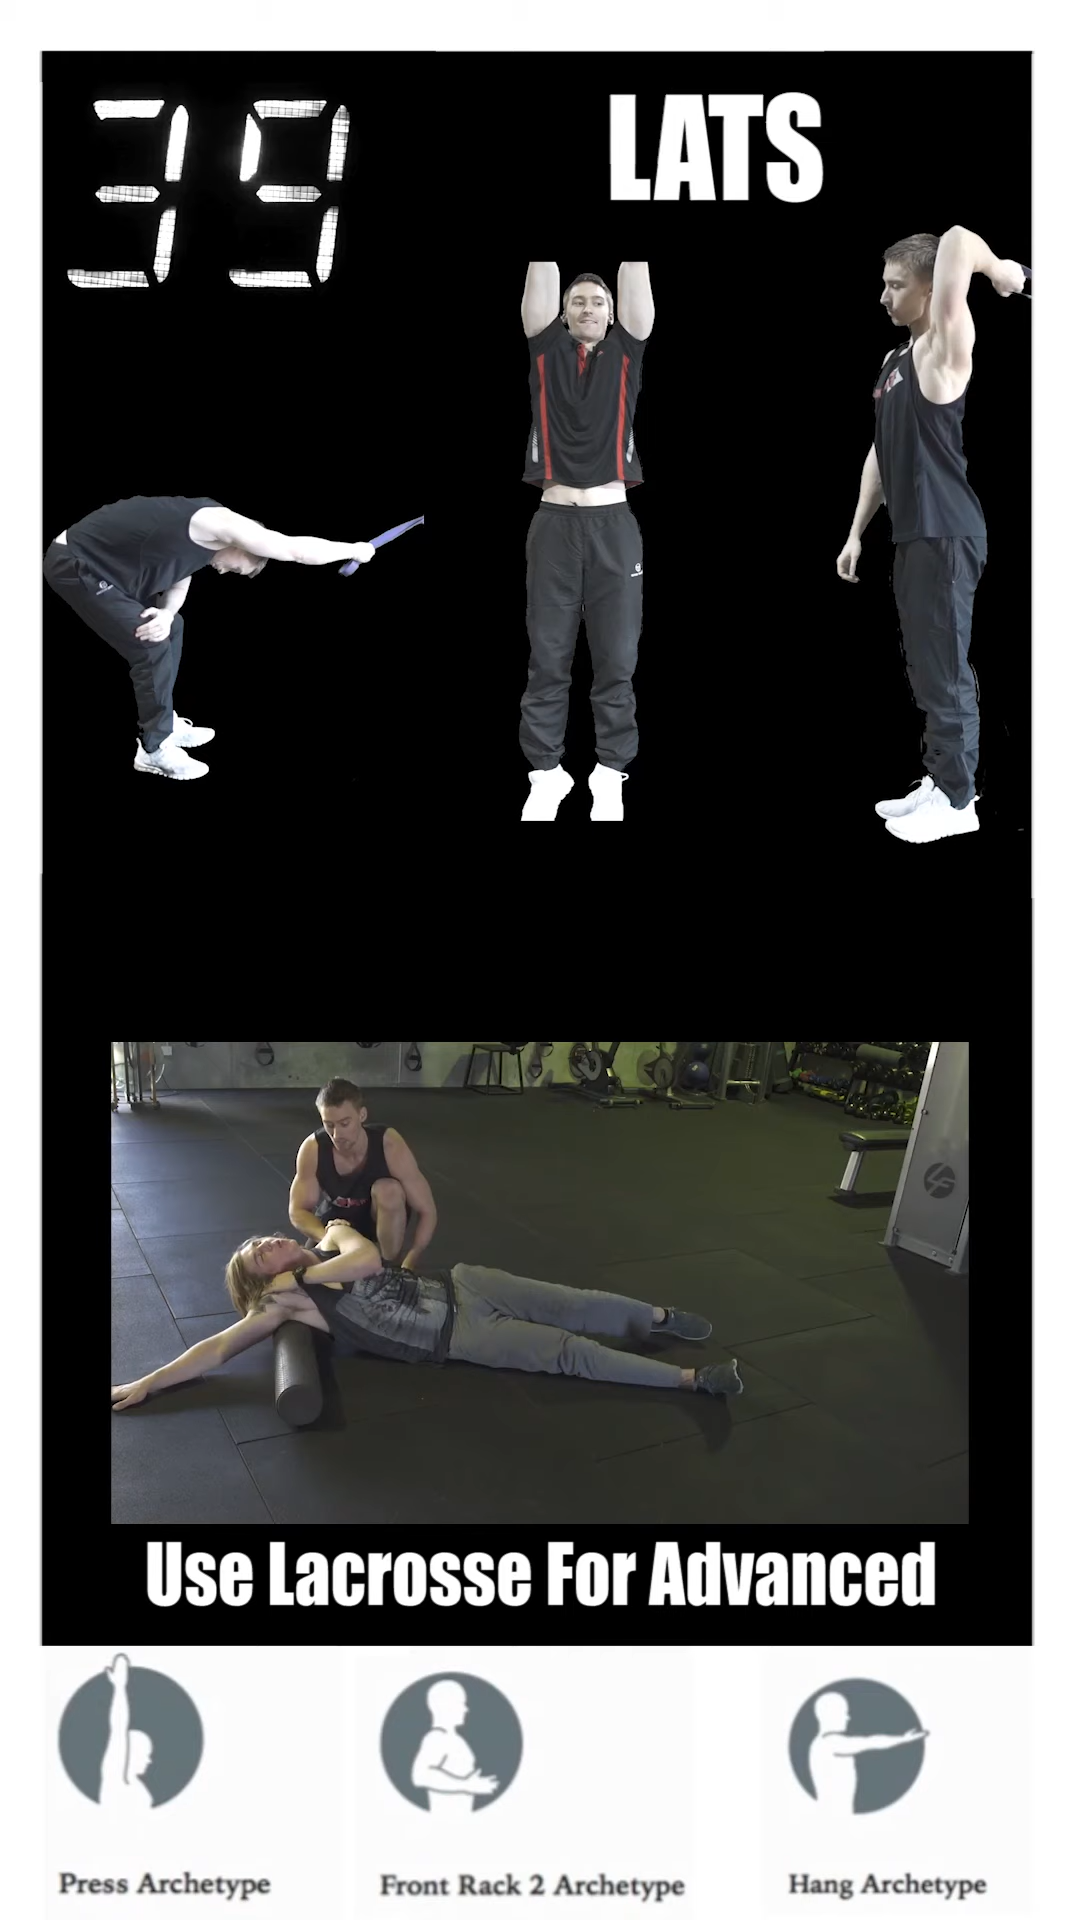 39
LATS
Use Lacrosse For Advanced
Press Archetype
Front Rack 2 Archetype
Hang Archetype